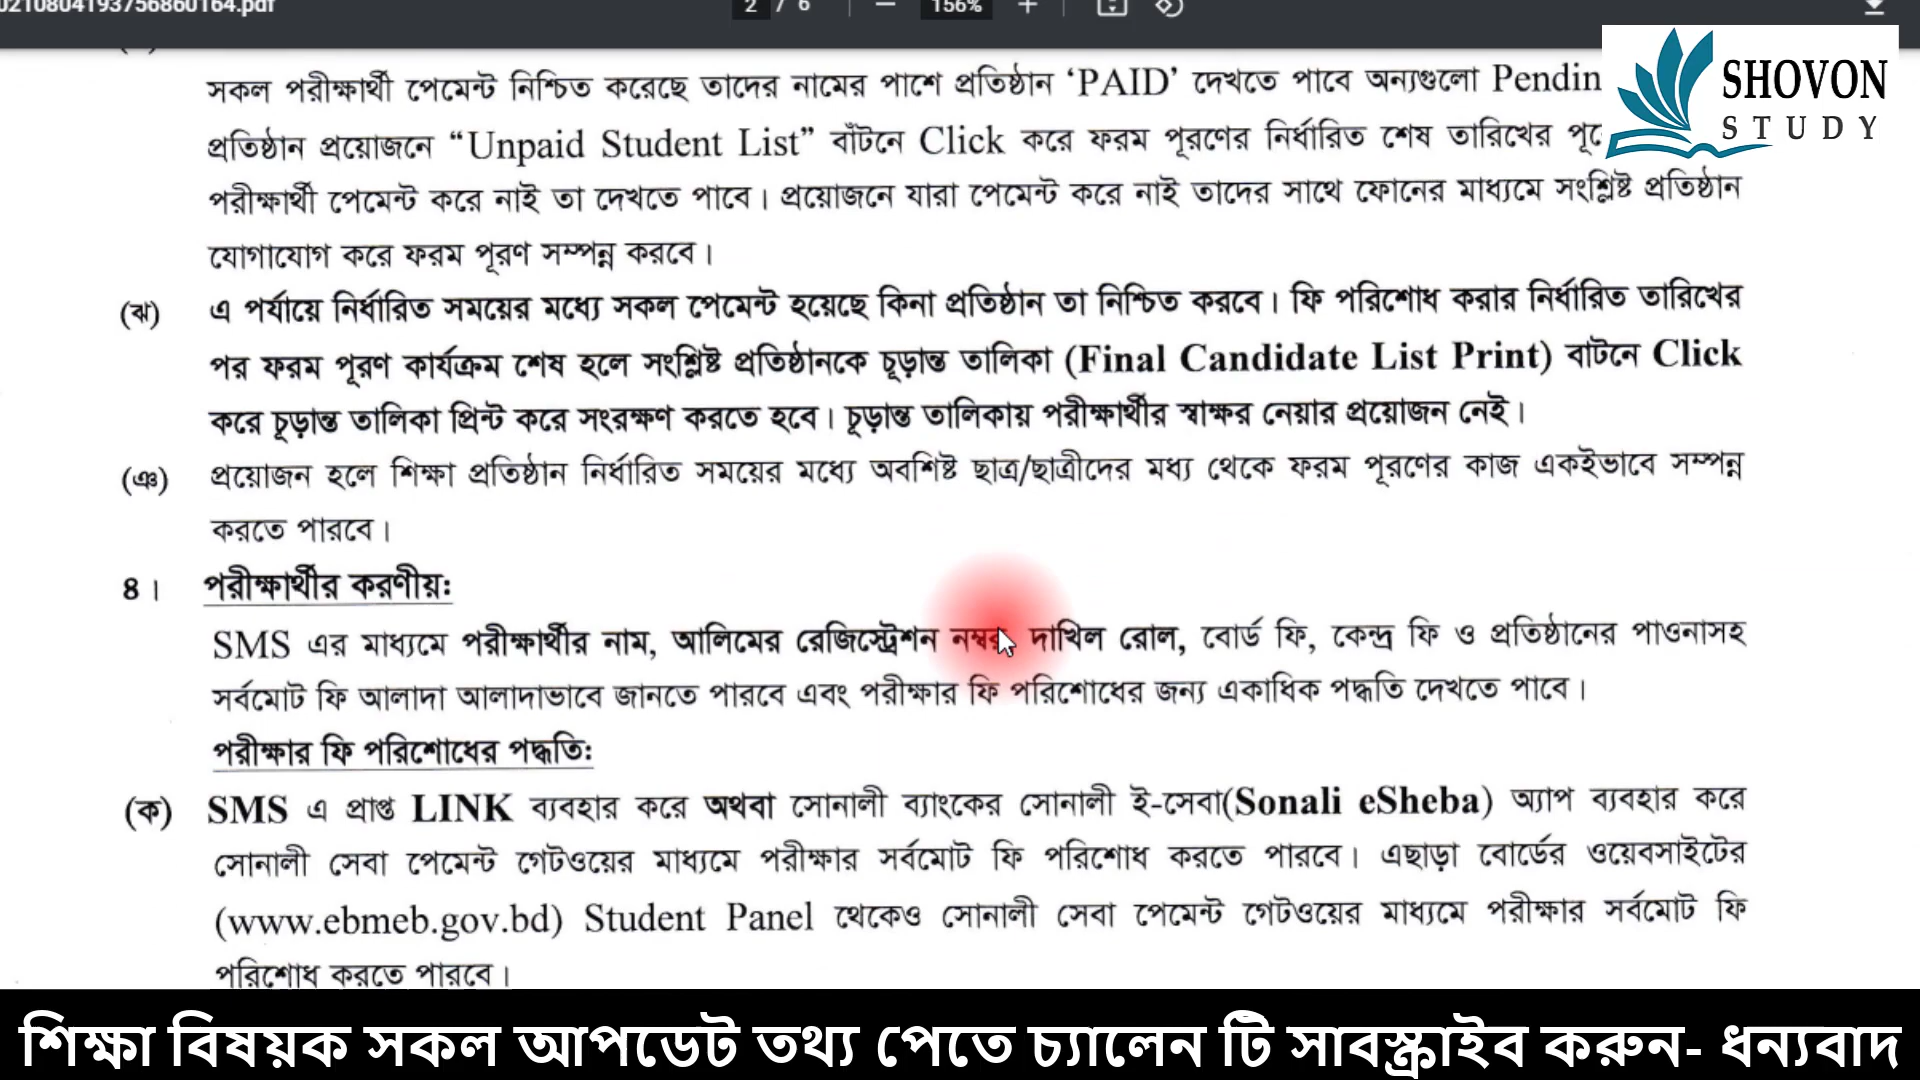 0210804193756860164.pdf
2 / 6
156%
SHOVON
STUDY
সকল পরীক্ষার্থী পেমেন্ট নিশ্চিত করেছে তাদের নামের পাশে প্রতিষ্ঠান ‘PAID’ দেখতে পাবে অন্যগুলো Pendin
প্রতিষ্ঠান প্রয়োজনে “Unpaid Student List” বাঁটনে Click করে ফরম পূরণের নির্ধারিত শেষ তারিখের
পরীক্ষার্থী পেমেন্ট করে নাই তা দেখতে পাবে। প্রয়োজনে যারা পেমেন্ট করে নাই তাদের সাথে ফোনের মাধ্যমে সংশ্লিষ্ট প্রতিষ্ঠান
যোগাযোগ করে ফরম পূরণ সম্পন্ন করবে।
(ঝ) এ পর্যায়ে নির্ধারিত সময়ের মধ্যে সকল পেমেন্ট হয়েছে কিনা প্রতিষ্ঠান তা নিশ্চিত করবে। ফি পরিশোধ করার নির্ধারিত তারিখের
পর ফরম পূরণ কার্যক্রম শেষ হলে সংশ্লিষ্ট প্রতিষ্ঠানকে চূড়ান্ত তালিকা (Final Candidate List Print) বাটনে Click
করে চূড়ান্ত তালিকা প্রিন্ট করে সংরক্ষণ করতে হবে। চূড়ান্ত তালিকায় পরীক্ষার্থীর স্বাক্ষর নেয়ার প্রয়োজন নেই।
(ঞ) প্রয়োজন হলে শিক্ষা প্রতিষ্ঠান নির্ধারিত সময়ের মধ্যে অবশিষ্ট ছাত্র/ছাত্রীদের মধ্য থেকে ফরম পূরণের কাজ একইভাবে সম্পন্ন
করতে পারবে।
৪। পরীক্ষার্থীর করণীয়ঃ
SMS এর মাধ্যমে পরীক্ষার্থীর নাম, আলিমের রেজিস্ট্রেশন নম্বর, দাখিল রোল, বোর্ড ফি, কেন্দ্র ফি ও প্রতিষ্ঠানের পাওনাসহ
সর্বমোট ফি আলাদা আলাদাভাবে জানতে পারবে এবং পরীক্ষার ফি পরিশোধের জন্য একাধিক পদ্ধতি দেখতে পাবে।
পরীক্ষার ফি পরিশোধের পদ্ধতিঃ
(ক) SMS এ প্রাপ্ত LINK ব্যবহার করে অথবা সোনালী ব্যাংকের সোনালী ই-সেবা(Sonali eSheba) অ্যাপ ব্যবহার করে
সোনালী সেবা পেমেন্ট গেটওয়ের মাধ্যমে পরীক্ষার সর্বমোট ফি পরিশোধ করতে পারবে। এছাড়া বোর্ডের ওয়েবসাইটের
(www.ebmeb.gov.bd) Student Panel থেকেও সোনালী সেবা পেমেন্ট গেটওয়ের মাধ্যমে পরীক্ষার সর্বমোট ফি
পরিশোধ করতে পারবে।
শিক্ষা বিষয়ক সকল আপডেট তথ্য পেতে চ্যালেন টি সাবস্ক্রাইব করুন- ধন্যবাদ